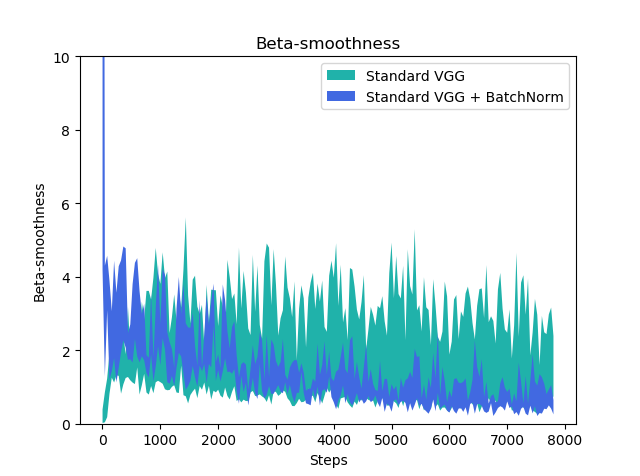 Beta-smoothness
Standard VGG
Standard VGG + BatchNorm
Beta-smoothness
10
8
6
4
2
0
0 1000 2000 3000 4000 5000 6000 7000 8000
Steps